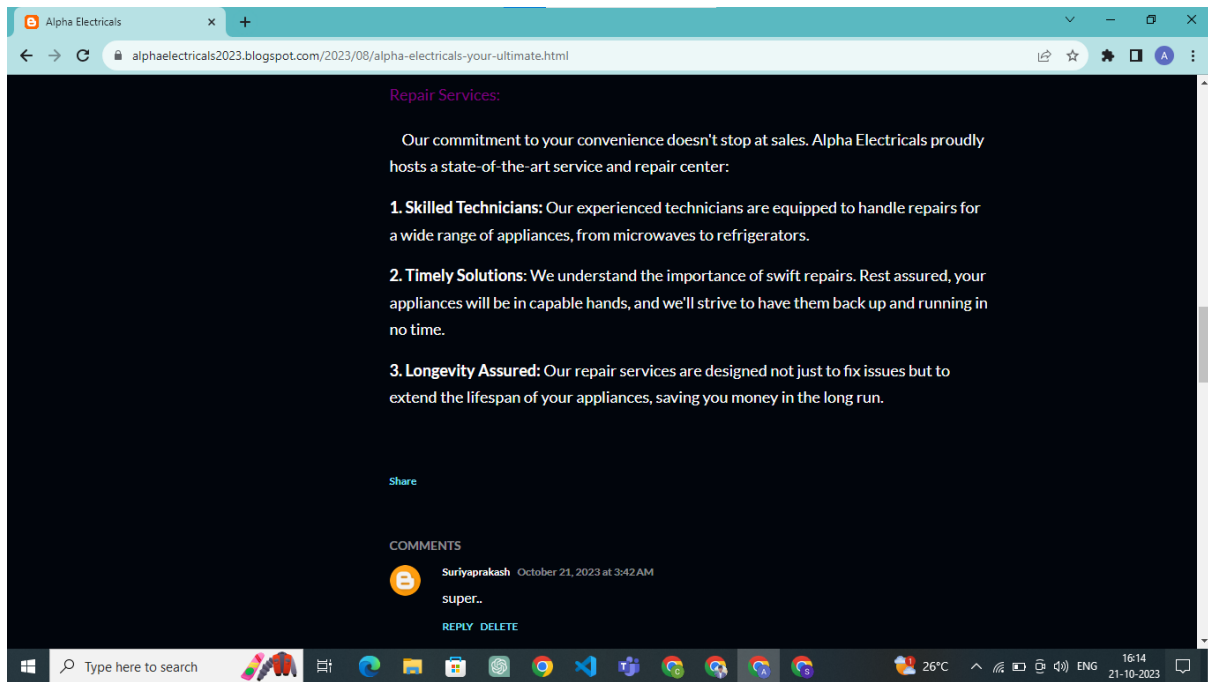 Alpha Electricals
alphaelectricals2023.blogspot.com/2023/08/alpha-electricals-your-ultimate.html
A
Repair Services:
Our commitment to your convenience doesn't stop at sales. Alpha Electricals proudly
hosts a state-of-the-art service and repair center:
1. Skilled Technicians: Our experienced technicians are equipped to handle repairs for
a wide range of appliances, from microwaves to refrigerators.
2. Timely Solutions: We understand the importance of swift repairs. Rest assured, your
appliances will be in capable hands, and we'll strive to have them back up and running in
no time.
3. Longevity Assured: Our repair services are designed not just to fix issues but to
extend the lifespan of your appliances, saving you money in the long run.
Share
COMMENTS
Suriyaprakash October 21, 2023 at 3:42 AM
super..
REPLY DELETE
Type here to search
26°C ENG 16:14
21-10-2023